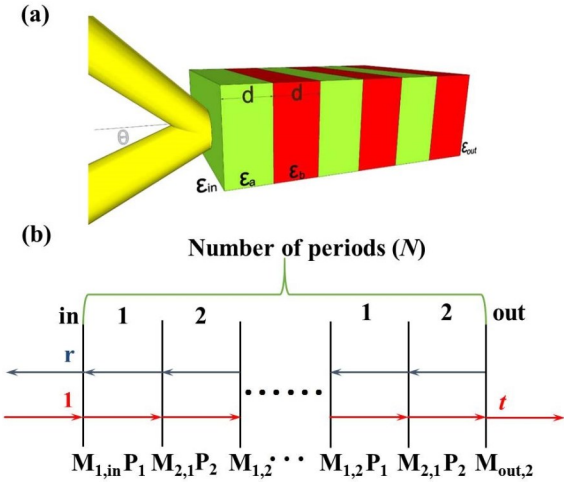 (a)
d d
θ
εin εa εb εout
(b)
Number of periods (N)
in 1 2 1 2 out
r
1 t
......
M1,in P1 M2,1 P2 M1,2 ··· M1,2 P1 M2,1 P2 Mout,2